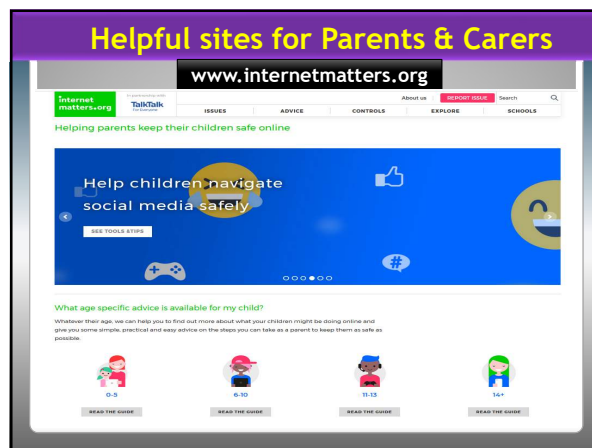 Helpful sites for Parents & Carers
www.internetmatters.org
internet
matters.org
In partnership with
TalkTalk
For Everyone
About us
REPORT ISSUE
Search
ISSUES
ADVICE
CONTROLS
EXPLORE
SCHOOLS
Helping parents keep their children safe online
Help children navigate
social media safely
SEE TOOLS &TIPS
#
What age specific advice is available for my child?
Whatever their age, we can help you to find out more about what your children might be doing online and
give you some simple, practical and easy advice on the steps you can take as a parent to keep them as safe as
possible.
0-5
6-10
11-13
14+
READ THE GUIDE
READ THE GUIDE
READ THE GUIDE
READ THE GUIDE